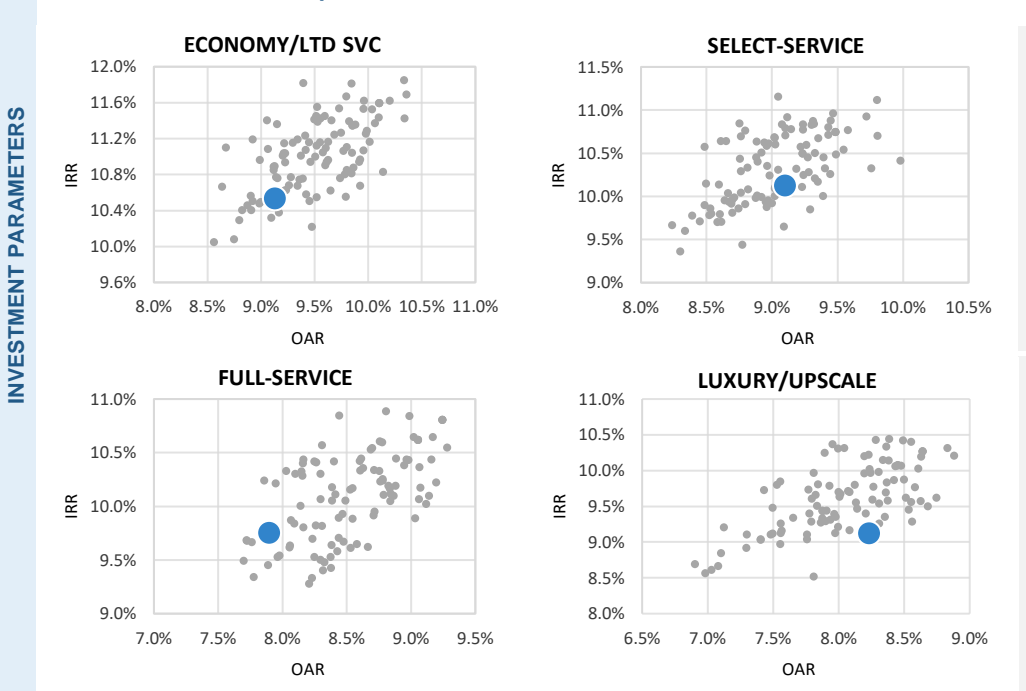 INVESTMENT PARAMETERS
ECONOMY/LTD SVC
12.0%
11.6%
11.2%
10.8%
10.4%
10.0%
9.6%
IRR
8.0% 8.5% 9.0% 9.5% 10.0% 10.5% 11.0%
OAR
SELECT-SERVICE
11.5%
11.0%
10.5%
10.0%
9.5%
9.0%
IRR
8.0% 8.5% 9.0% 9.5% 10.0% 10.5%
OAR
FULL-SERVICE
11.0%
10.5%
10.0%
9.5%
9.0%
IRR
7.0% 7.5% 8.0% 8.5% 9.0% 9.5%
OAR
LUXURY/UPSCALE
11.0%
10.5%
10.0%
9.5%
9.0%
8.5%
8.0%
IRR
6.5% 7.0% 7.5% 8.0% 8.5% 9.0%
OAR